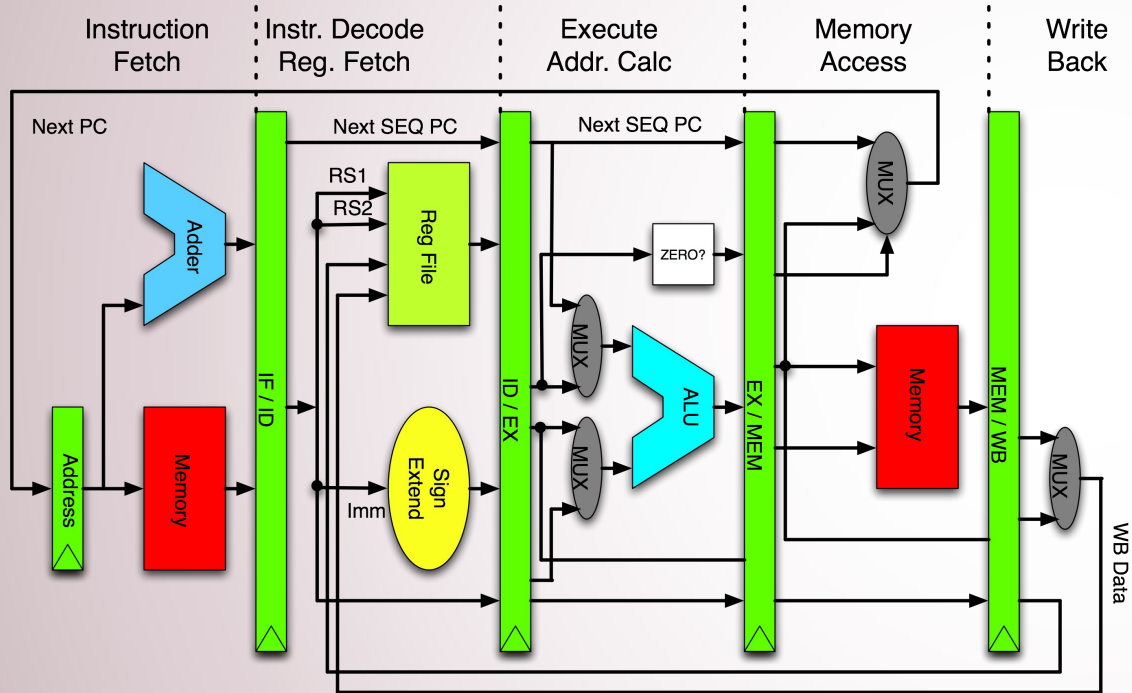 Instruction
Fetch
Instr. Decode
Reg. Fetch
Execute
Addr. Calc
Memory
Access
Write
Back
Next PC
Next SEQ PC
Next SEQ PC
RS1
RS2
Reg File
MUX
Adder
ZERO?
MUX
ALU
IF / ID
ID / EX
EX / MEM
MEM / WB
Memory
Address
Memory
Sign
Extend
Imm
MUX
MUX
WB Data